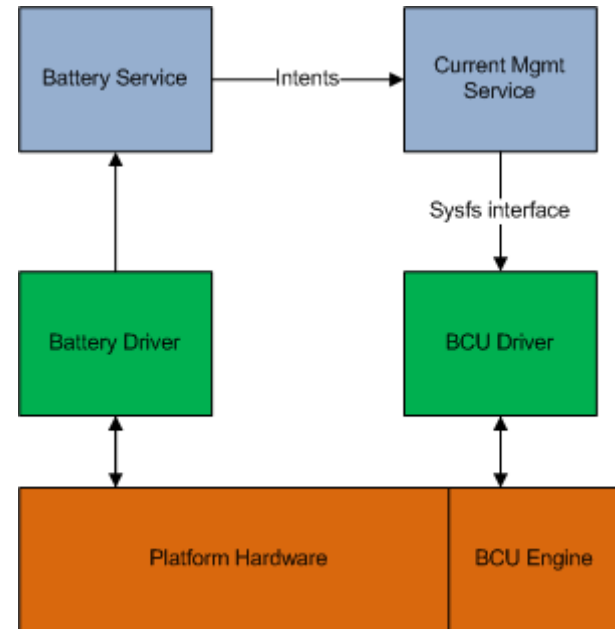 Battery Service
Intents
Current Mgmt
Service
Sysfs interface
Battery Driver
BCU Driver
Platform Hardware
BCU Engine